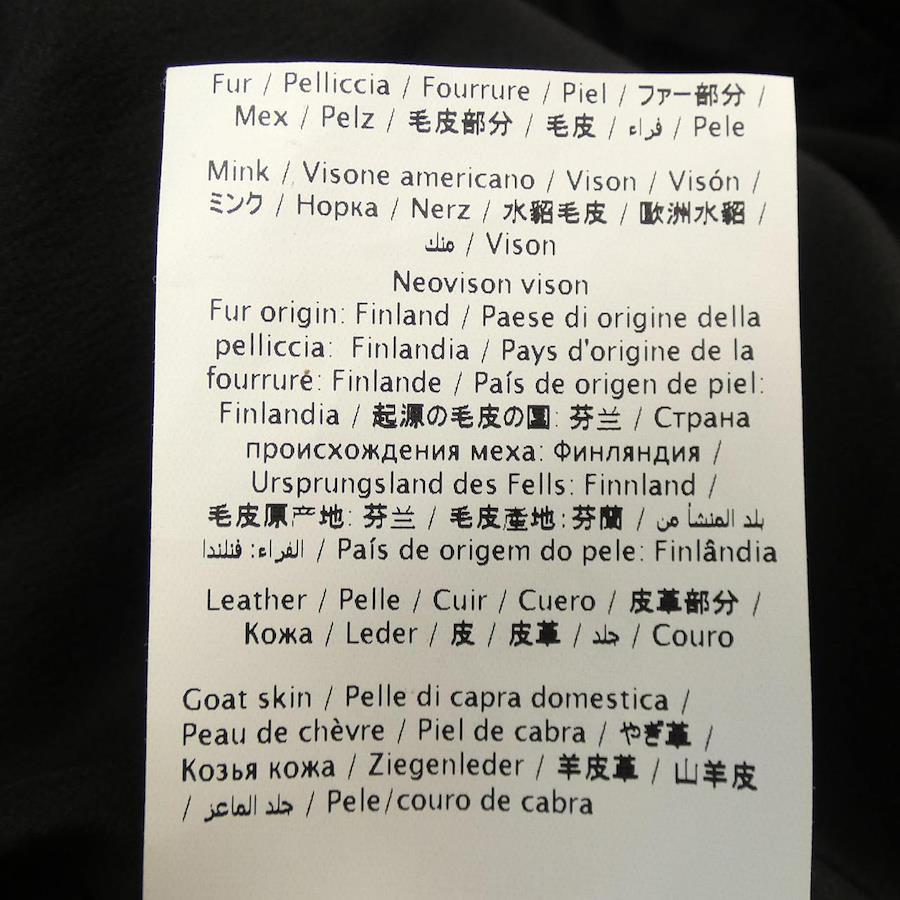 Fur / Pelliccia / Fourrure / Piel / ファー部分 /
Мех / Pelz / 毛皮部分 / 毛皮 / فراء / Pele
Mink / Visone americano / Vison / Visón /
ミンク / Норка / Nerz / 水貂毛皮 / 歐洲水貂 /
منك / Vison
Neovison vison
Fur origin: Finland / Paese di origine della
pelliccia: Finlandia / Pays d'origine de la
fourruré: Finlande / País de origen de piel:
Finlandia / 起源の毛皮の国: 芬兰 / Страна
происхождения меха: Финляндия /
Ursprungsland des Fells: Finnland /
毛皮原产地: 芬兰 / 毛皮產地: 芬蘭 / بلد المنشأ من
الفراء: فنلندا / País de origem do pele: Finlândia
Leather / Pelle / Cuir / Cuero / 皮革部分 /
Кожа / Leder / 皮 / 皮革 / جلد / Couro
Goat skin / Pelle di capra domestica /
Peau de chèvre / Piel de cabra / やぎ革 /
Козья кожа / Ziegenleder / 羊皮革 / 山羊皮
/ جلد الماعز / Pele/couro de cabra